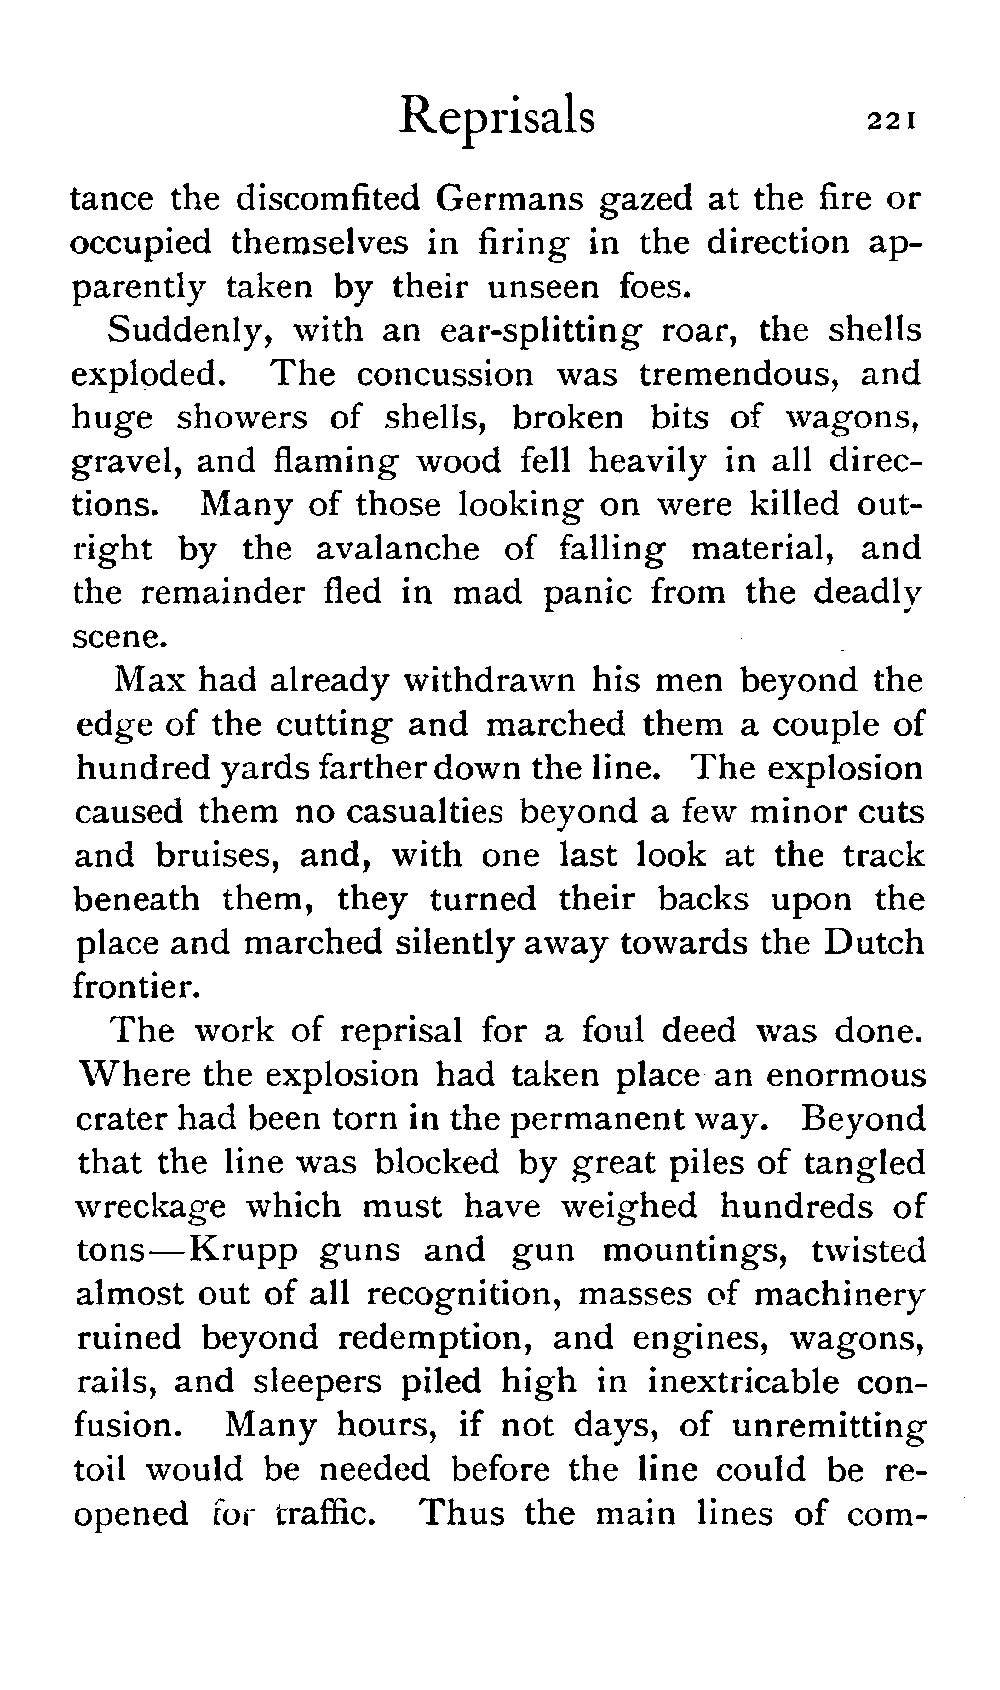 Reprisals 221
tance the discomfited Germans gazed at the fire or
occupied themselves in firing in the direction ap-
parently taken by their unseen foes.
Suddenly, with an ear-splitting roar, the shells
exploded. The concussion was tremendous, and
huge showers of shells, broken bits of wagons,
gravel, and flaming wood fell heavily in all direc-
tions. Many of those looking on were killed out-
right by the avalanche of falling material, and
the remainder fled in mad panic from the deadly
scene.
Max had already withdrawn his men beyond the
edge of the cutting and marched them a couple of
hundred yards farther down the line. The explosion
caused them no casualties beyond a few minor cuts
and bruises, and, with one last look at the track
beneath them, they turned their backs upon the
place and marched silently away towards the Dutch
frontier.
The work of reprisal for a foul deed was done.
Where the explosion had taken place an enormous
crater had been torn in the permanent way. Beyond
that the line was blocked by great piles of tangled
wreckage which must have weighed hundreds of
tons—Krupp guns and gun mountings, twisted
almost out of all recognition, masses of machinery
ruined beyond redemption, and engines, wagons,
rails, and sleepers piled high in inextricable con-
fusion. Many hours, if not days, of unremitting
toil would be needed before the line could be re-
opened for traffic. Thus the main lines of com-